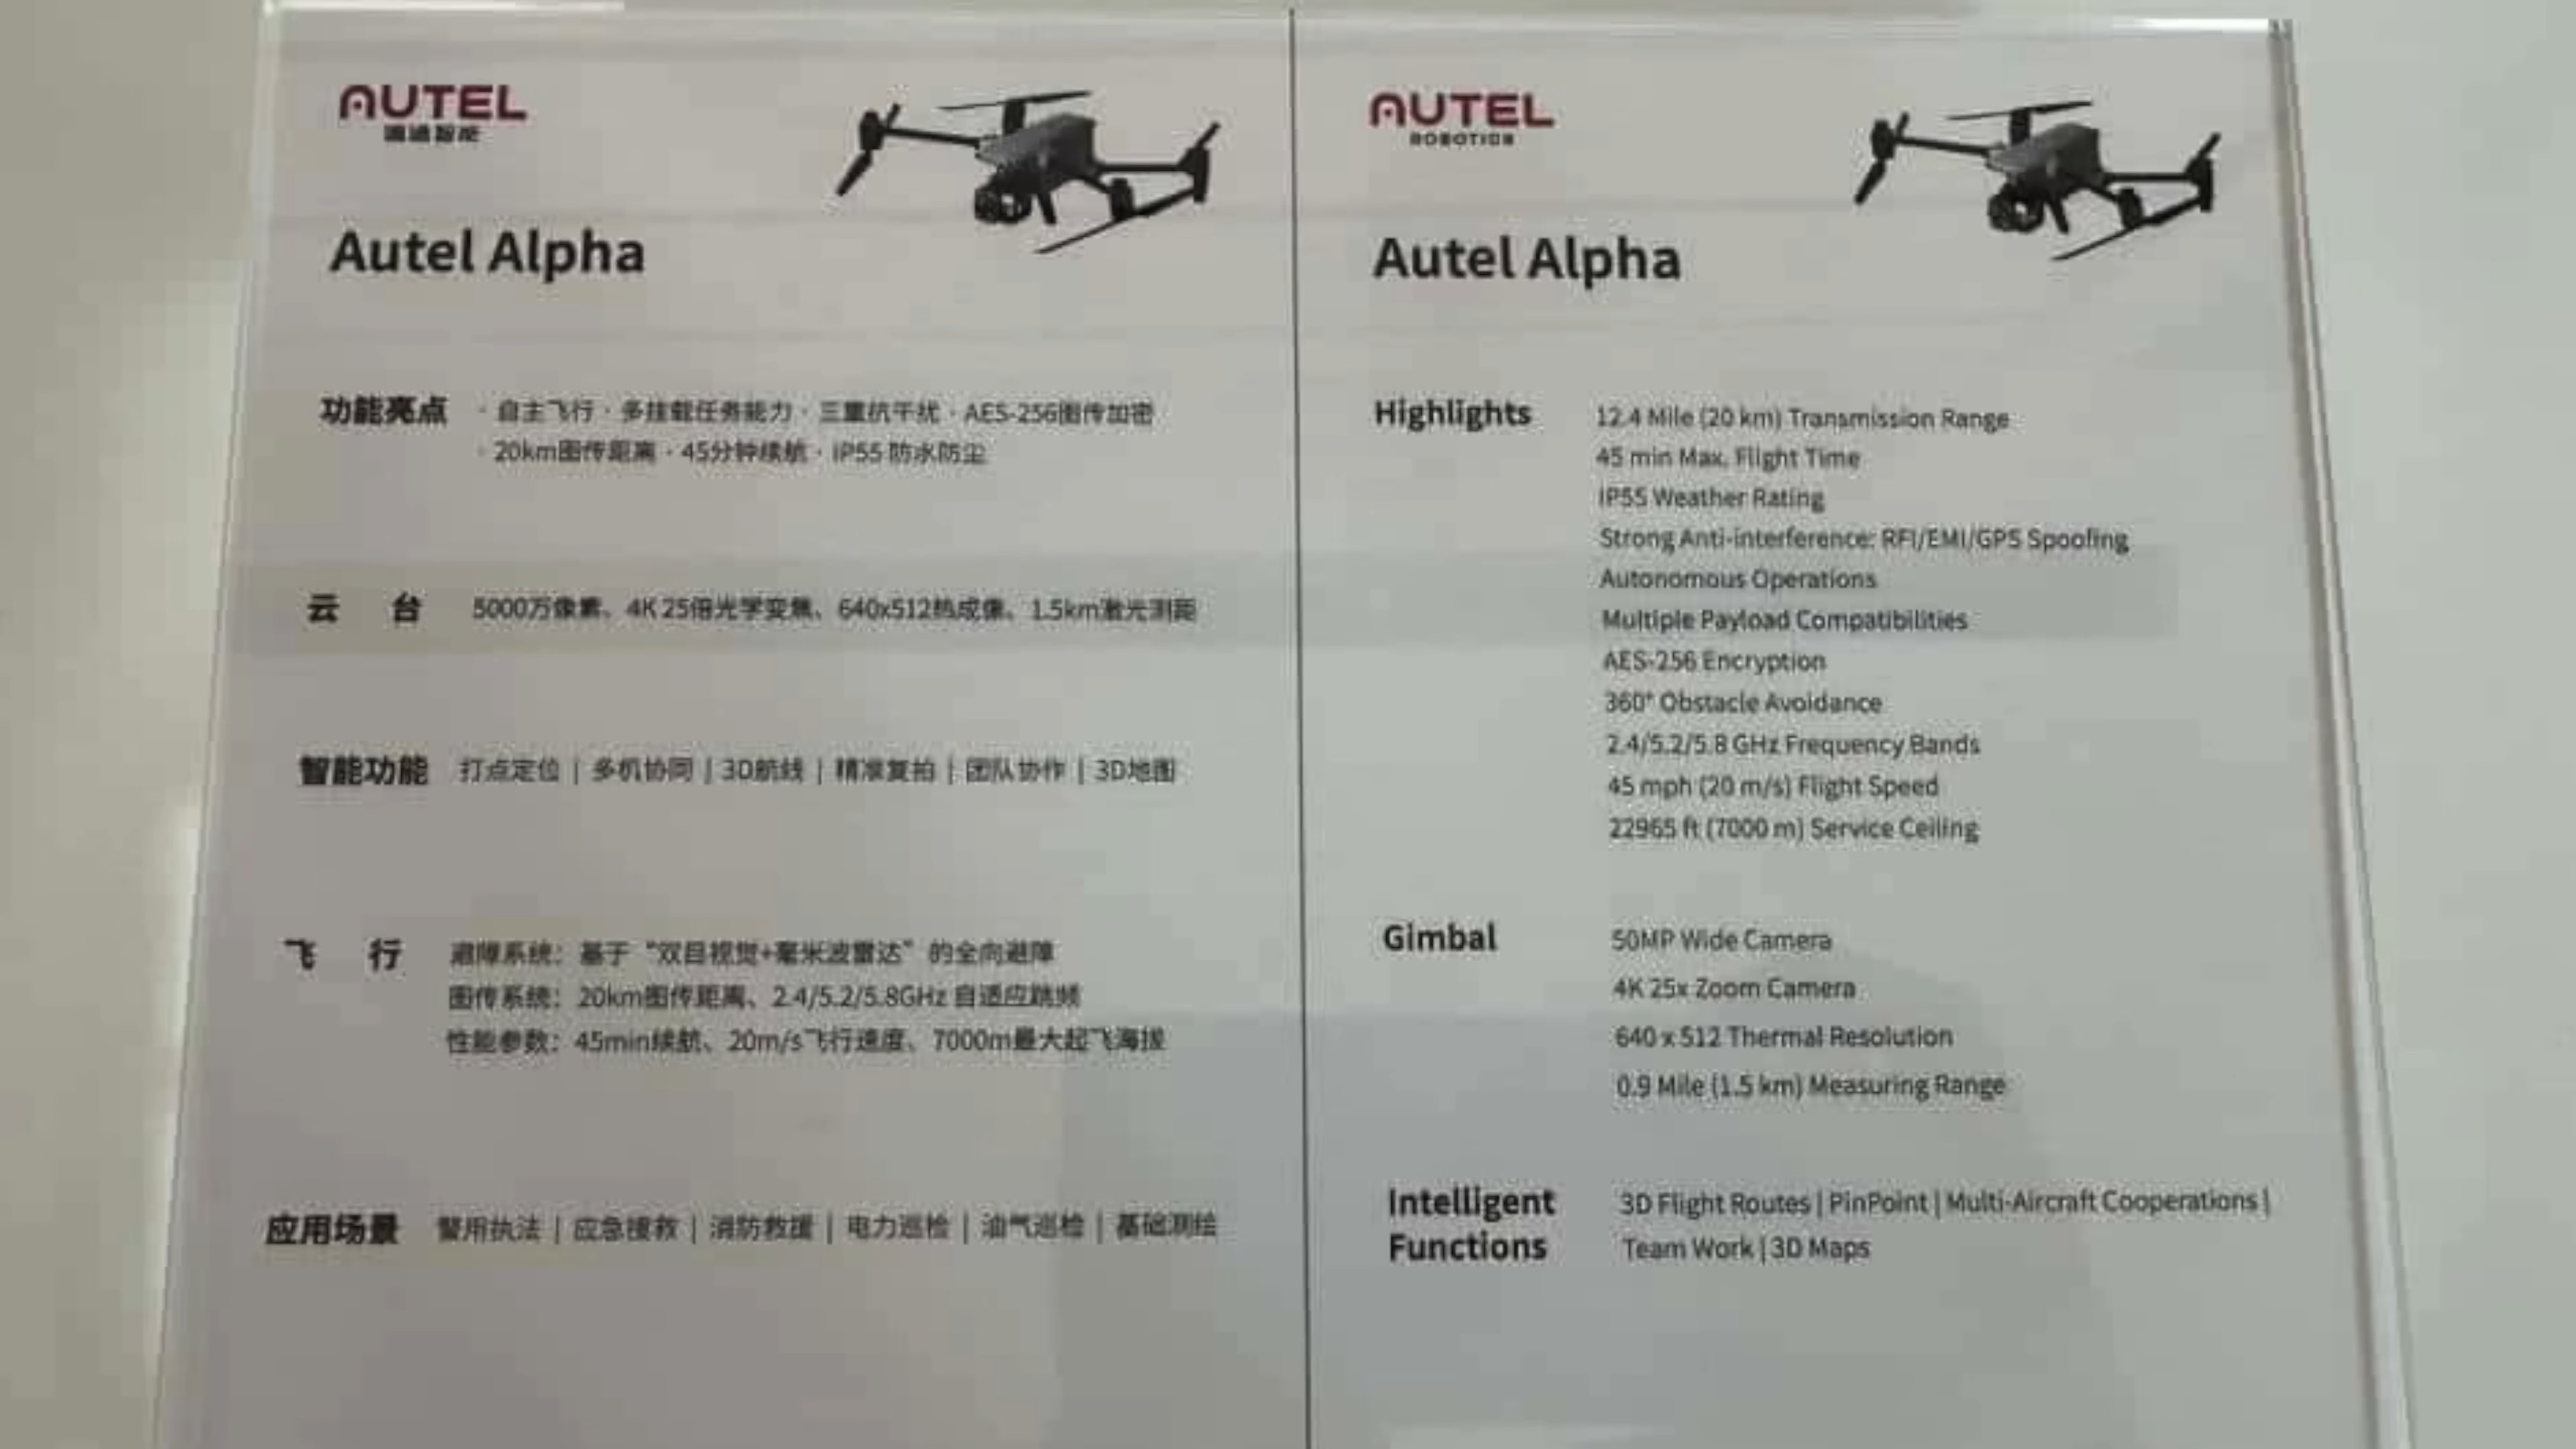 AUTEL
道通智能
Autel Alpha
功能亮点 · 自主飞行 · 多挂载任务能力 · 三重抗干扰 · AES-256图传加密
· 20km图传距离 · 45分钟续航 · IP55 防水防尘
云 台 5000万像素、4K 25倍光学变焦、640x512热成像、1.5km激光测距
智能功能 打点定位 | 多机协同 | 3D航线 | 精准复拍 | 团队协作 | 3D地图
飞 行 避障系统：基于“双目视觉+毫米波雷达”的全向避障
图传系统：20km图传距离、2.4/5.2/5.8GHz 自适应跳频
性能参数：45min续航、20m/s飞行速度、7000m最大起飞海拔
应用场景 警用执法 | 应急搜救 | 消防救援 | 电力巡检 | 油气巡检 | 基础测绘
AUTEL
ROBOTICS
Autel Alpha
Highlights 12.4 Mile (20 km) Transmission Range
45 min Max. Flight Time
IP55 Weather Rating
Strong Anti-interference: RFI/EMI/GPS Spoofing
Autonomous Operations
Multiple Payload Compatibilities
AES-256 Encryption
360° Obstacle Avoidance
2.4/5.2/5.8 GHz Frequency Bands
45 mph (20 m/s) Flight Speed
22965 ft (7000 m) Service Ceiling
Gimbal 50MP Wide Camera
4K 25x Zoom Camera
640 x 512 Thermal Resolution
0.9 Mile (1.5 km) Measuring Range
Intelligent 3D Flight Routes | PinPoint | Multi-Aircraft Cooperations |
Functions Team Work | 3D Maps